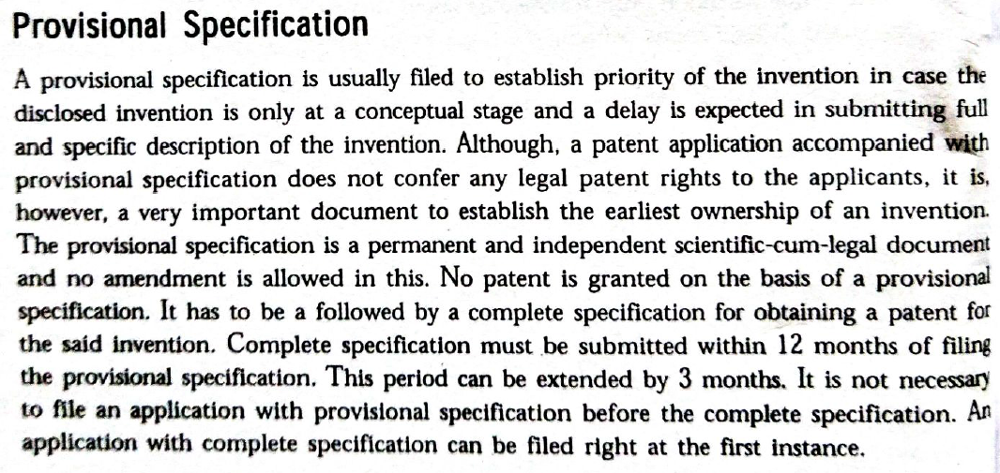 Provisional Specification
A provisional specification is usually filed to establish priority of the invention in case the
disclosed invention is only at a conceptual stage and a delay is expected in submitting full
and specific description of the invention. Although, a patent application accompanied with
provisional specification does not confer any legal patent rights to the applicants, it is,
however, a very important document to establish the earliest ownership of an invention.
The provisional specification is a permanent and independent scientific-cum-legal document
and no amendment is allowed in this. No patent is granted on the basis of a provisional
specification. It has to be a followed by a complete specification for obtaining a patent for
the said invention. Complete specification must be submitted within 12 months of filing
the provisional specification. This period can be extended by 3 months. It is not necessary
to file an application with provisional specification before the complete specification. An
application with complete specification can be filed right at the first instance.